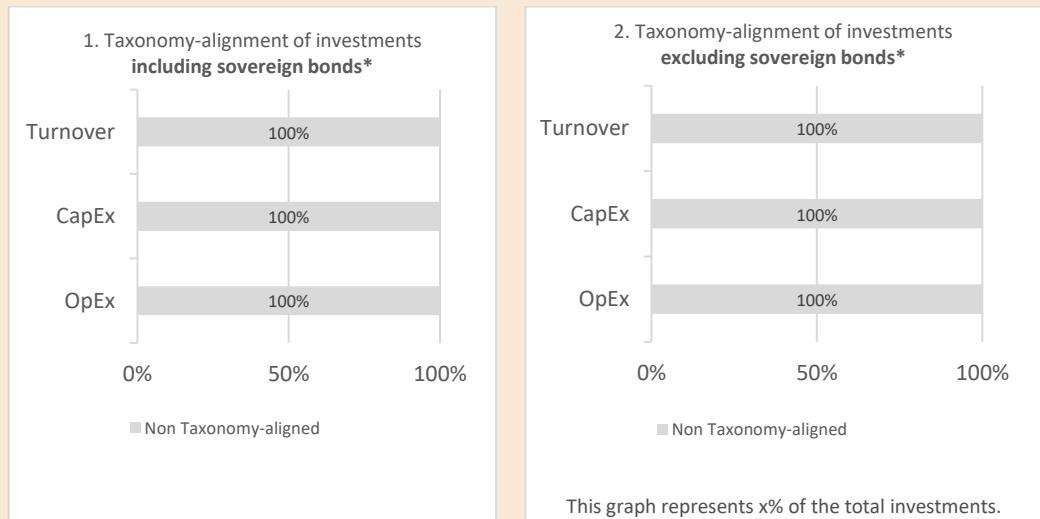 1. Taxonomy-alignment of investments
including sovereign bonds*
Turnover
100%
CapEx
100%
OpEx
100%
0%
50%
100%
Non Taxonomy-aligned
2. Taxonomy-alignment of investments
excluding sovereign bonds*
Turnover
100%
CapEx
100%
OpEx
100%
0%
50%
100%
Non Taxonomy-aligned
This graph represents x% of the total investments.